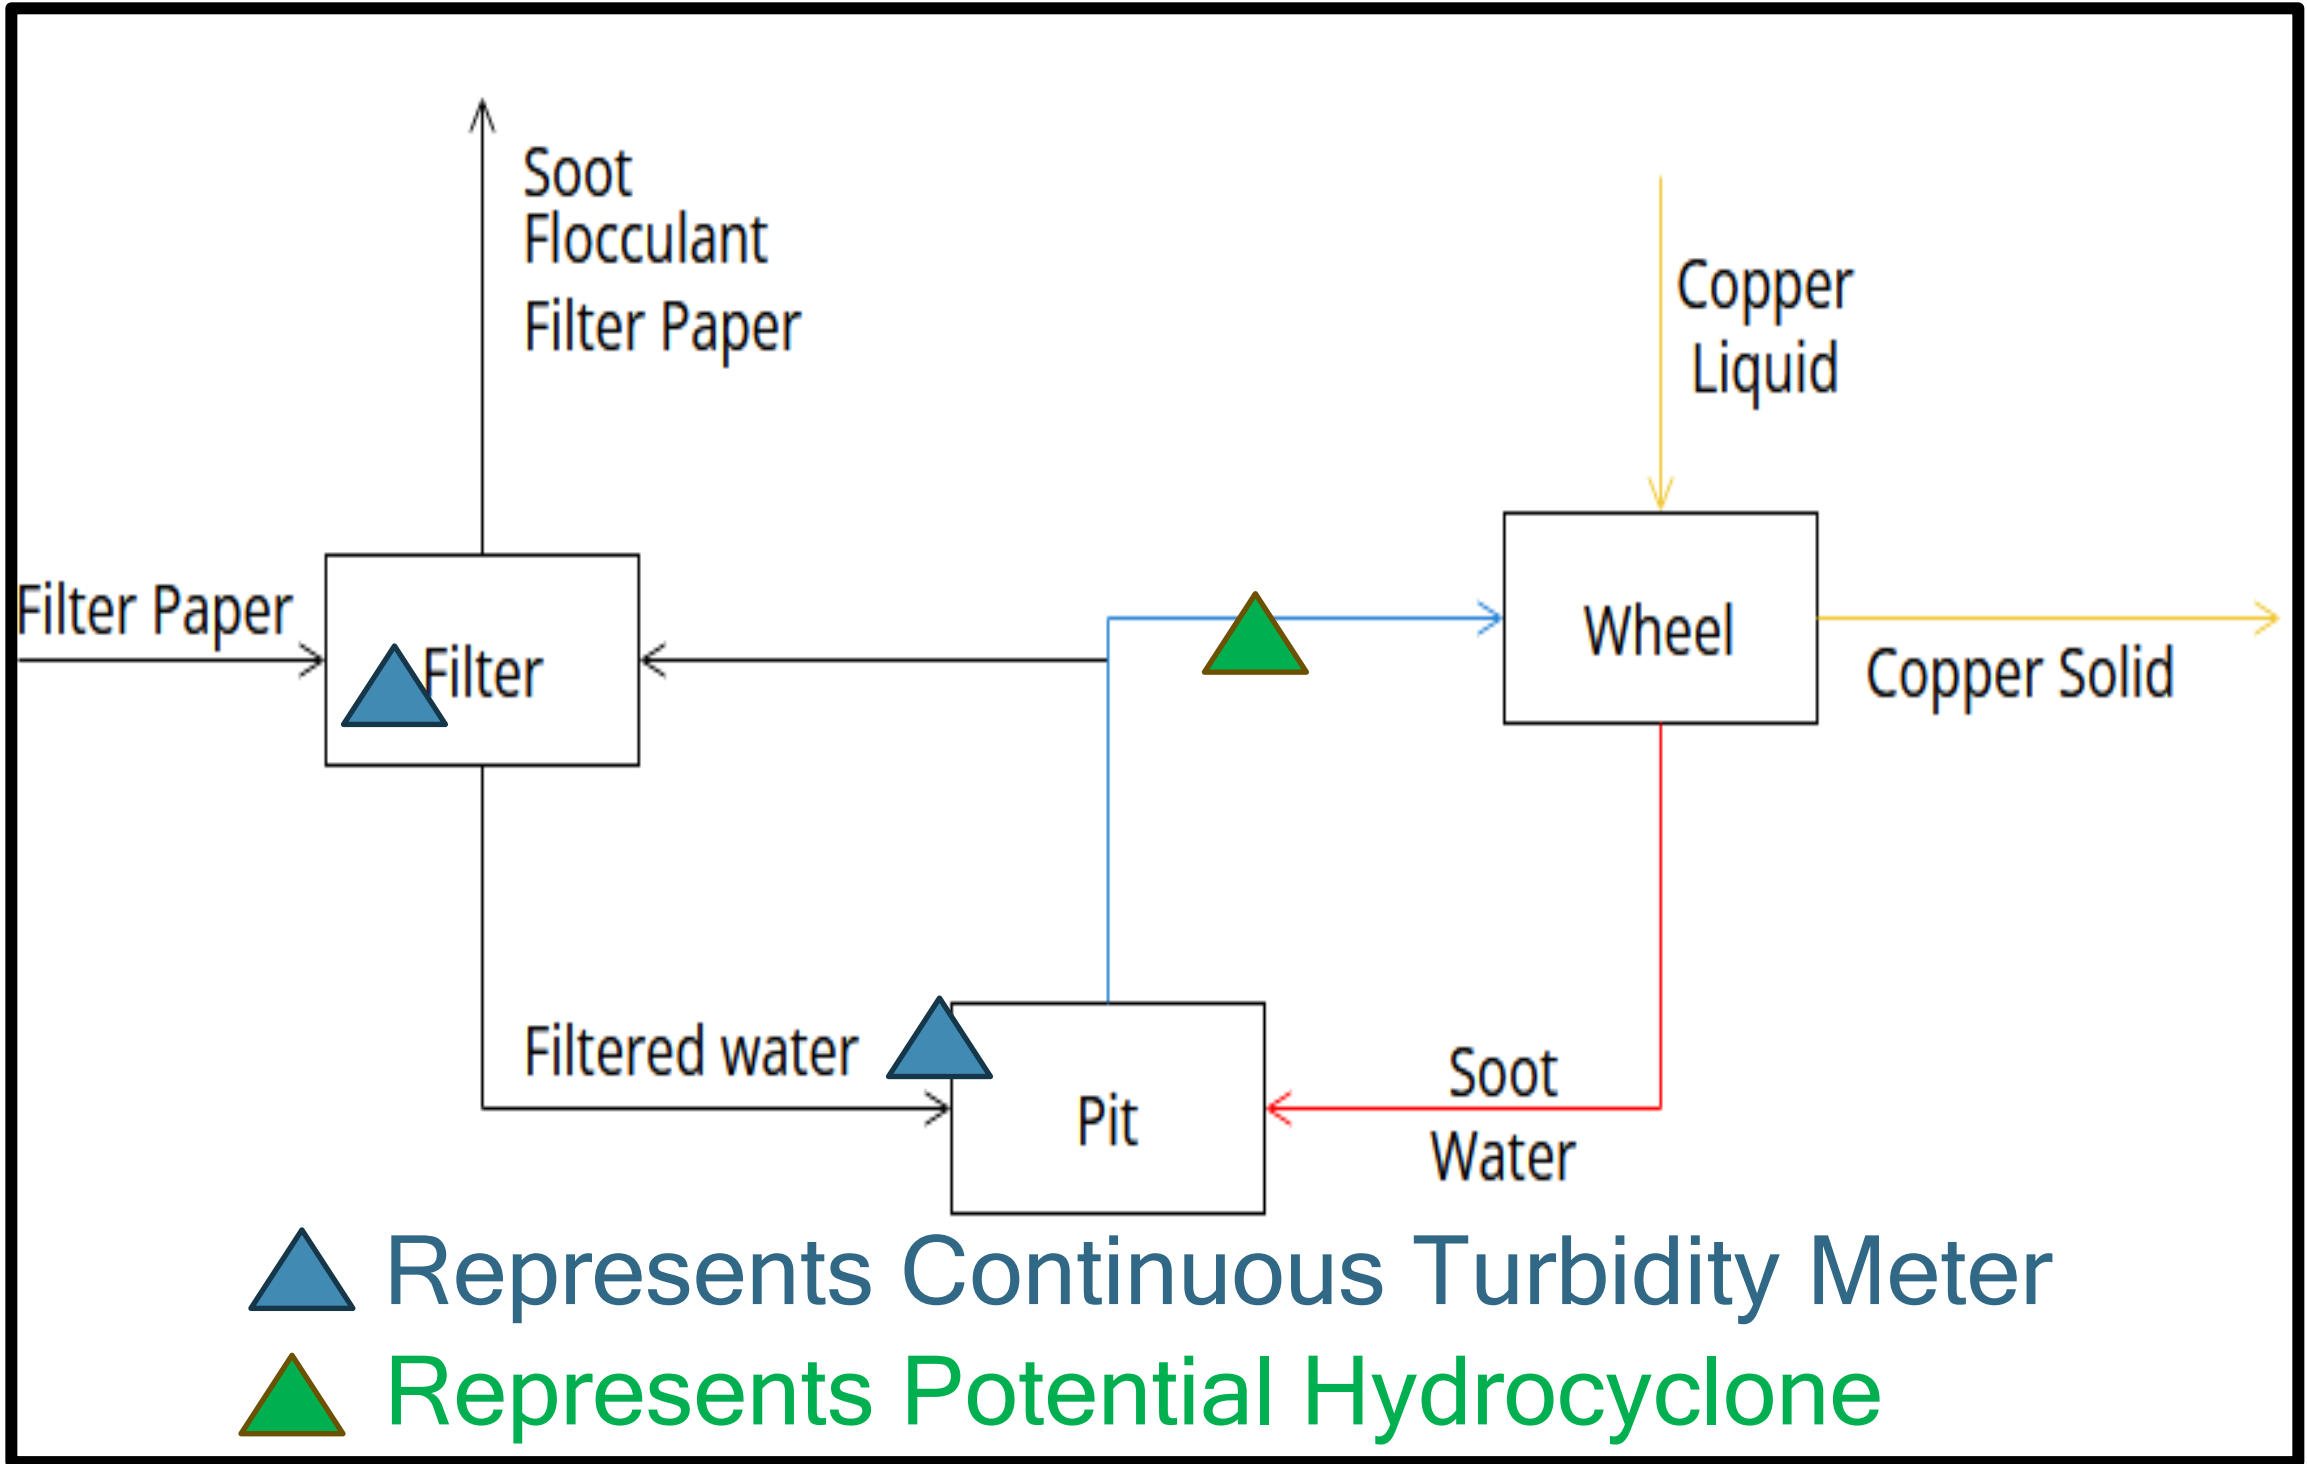 Soot
Flocculant
Filter Paper
Copper
Liquid
Filter Paper
Filter
Wheel
Copper Solid
Filtered water
Pit
Soot
Water
Represents Continuous Turbidity Meter
Represents Potential Hydrocyclone